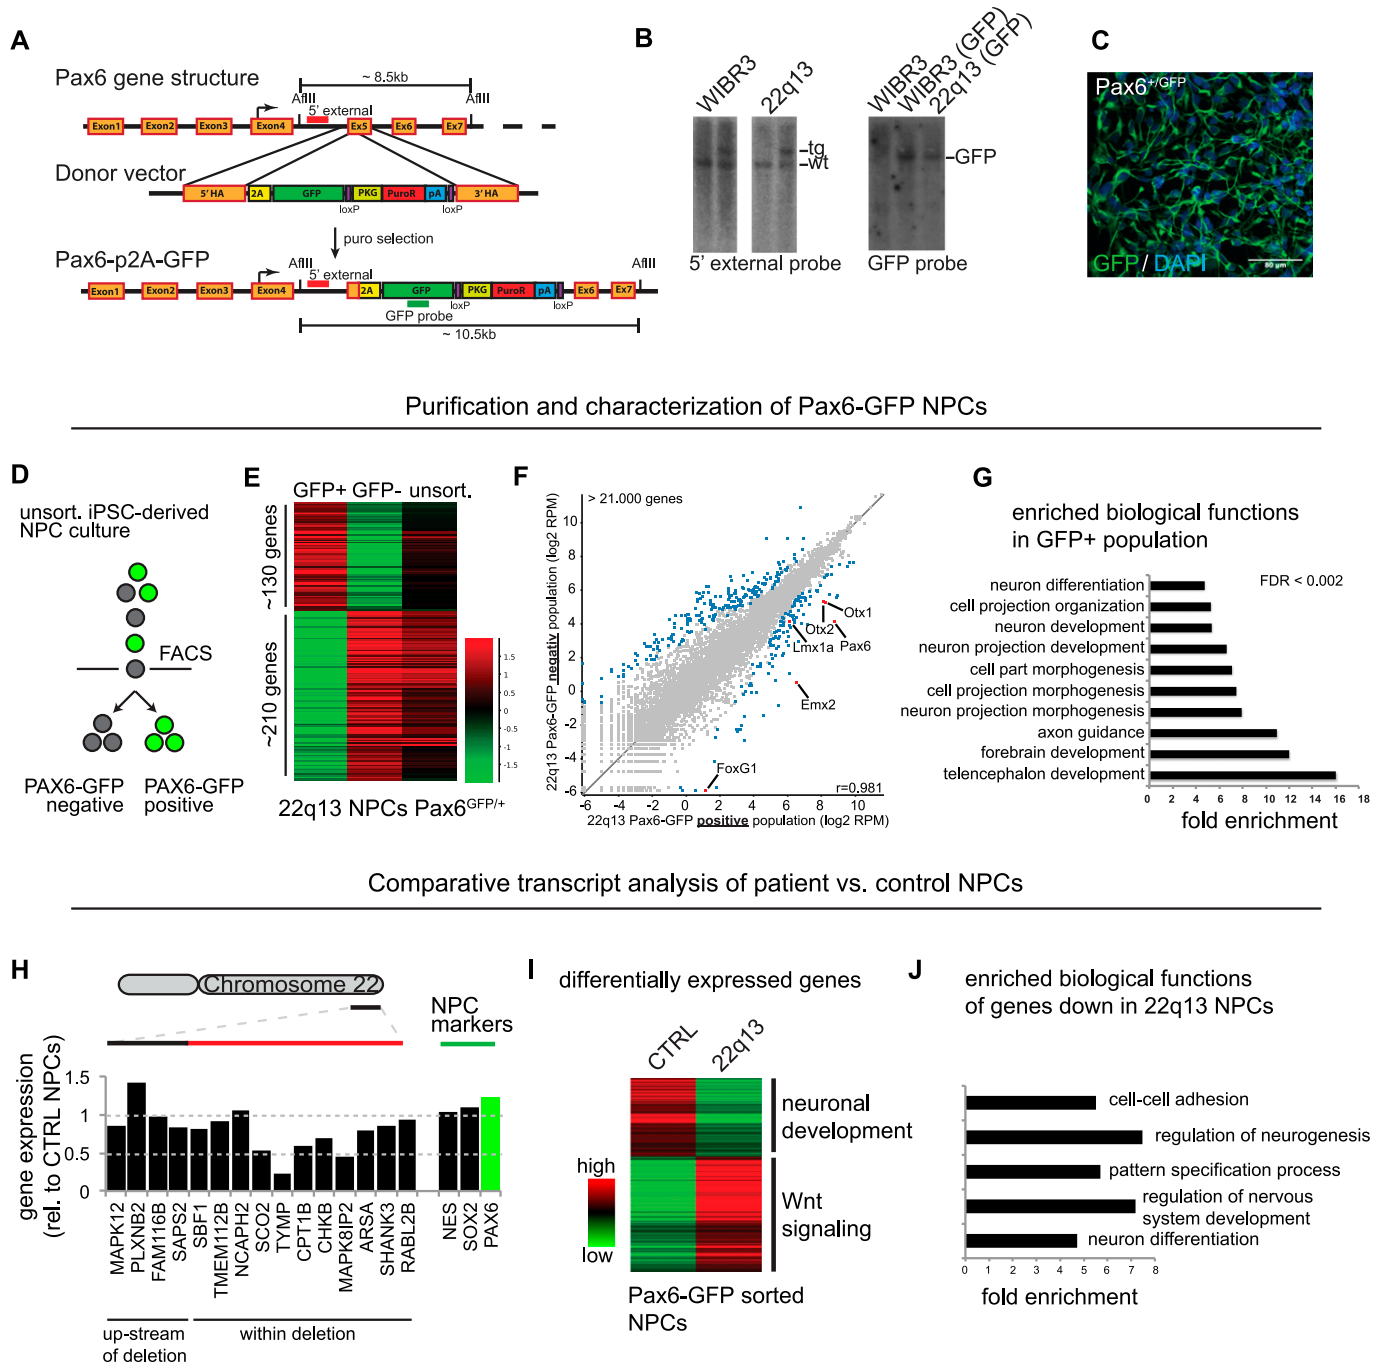 A
Pax6 gene structure
~ 8.5kb
AflII
AflII
5' external
Exon1
Exon2
Exon3
Exon4
Ex5
Ex6
Ex7
Donor vector
5' HA
2A
GFP
PKG
PuroR
pA
3' HA
loxP
loxP
puro selection
Pax6-p2A-GFP
AflII
AflII
5' external
Exon1
Exon2
Exon3
Exon4
2A
GFP
PKG
PuroR
pA
Ex6
Ex7
loxP
loxP
GFP probe
~ 10.5kb
B
WIBR3
22q13
WIBR3
WIBR3 (GFP)
22q13 (GFP)
–tg
–wt
–GFP
5' external probe
GFP probe
C
Pax6+/GFP
GFP / DAPI
80 µm
Purification and characterization of Pax6-GFP NPCs
D
unsort. iPSC-derived
NPC culture
FACS
PAX6-GFP
negative
PAX6-GFP
positive
E
GFP+ GFP- unsort.
~130 genes
~210 genes
1.5
1
0.5
0
-0.5
-1
-1.5
22q13 NPCs Pax6GFP/+
F
> 21.000 genes
22q13 Pax6-GFP negativ population (log2 RPM)
10
8
6
4
2
0
-2
-4
-6
Otx1
Otx2
Pax6
Lmx1a
Emx2
FoxG1
r=0.981
-6 -4 -2 0 2 4 6 8 10
22q13 Pax6-GFP positive population (log2 RPM)
G
enriched biological functions
in GFP+ population
FDR < 0.002
neuron differentiation
cell projection organization
neuron development
neuron projection development
cell part morphogenesis
cell projection morphogenesis
neuron projection morphogenesis
axon guidance
forebrain development
telencephalon development
0 2 4 6 8 10 12 14 16 18
fold enrichment
Comparative transcript analysis of patient vs. control NPCs
H
Chromosome 22
NPC
markers
gene expression
(rel. to CTRL NPCs)
1.5
1
0.5
0
MAPK12
PLXNB2
FAM116B
SAPS2
SBF1
TMEM112B
NCAPH2
SCO2
TYMP
CPT1B
CHKB
MAPK8IP2
ARSA
SHANK3
RABL2B
NES
SOX2
PAX6
up-stream
of deletion
within deletion
I
differentially expressed genes
CTRL
22q13
neuronal
development
Wnt
signaling
high
low
Pax6-GFP sorted
NPCs
J
enriched biological functions
of genes down in 22q13 NPCs
cell-cell adhesion
regulation of neurogenesis
pattern specification process
regulation of nervous
system development
neuron differentiation
0 1 2 3 4 5 6 7 8
fold enrichment